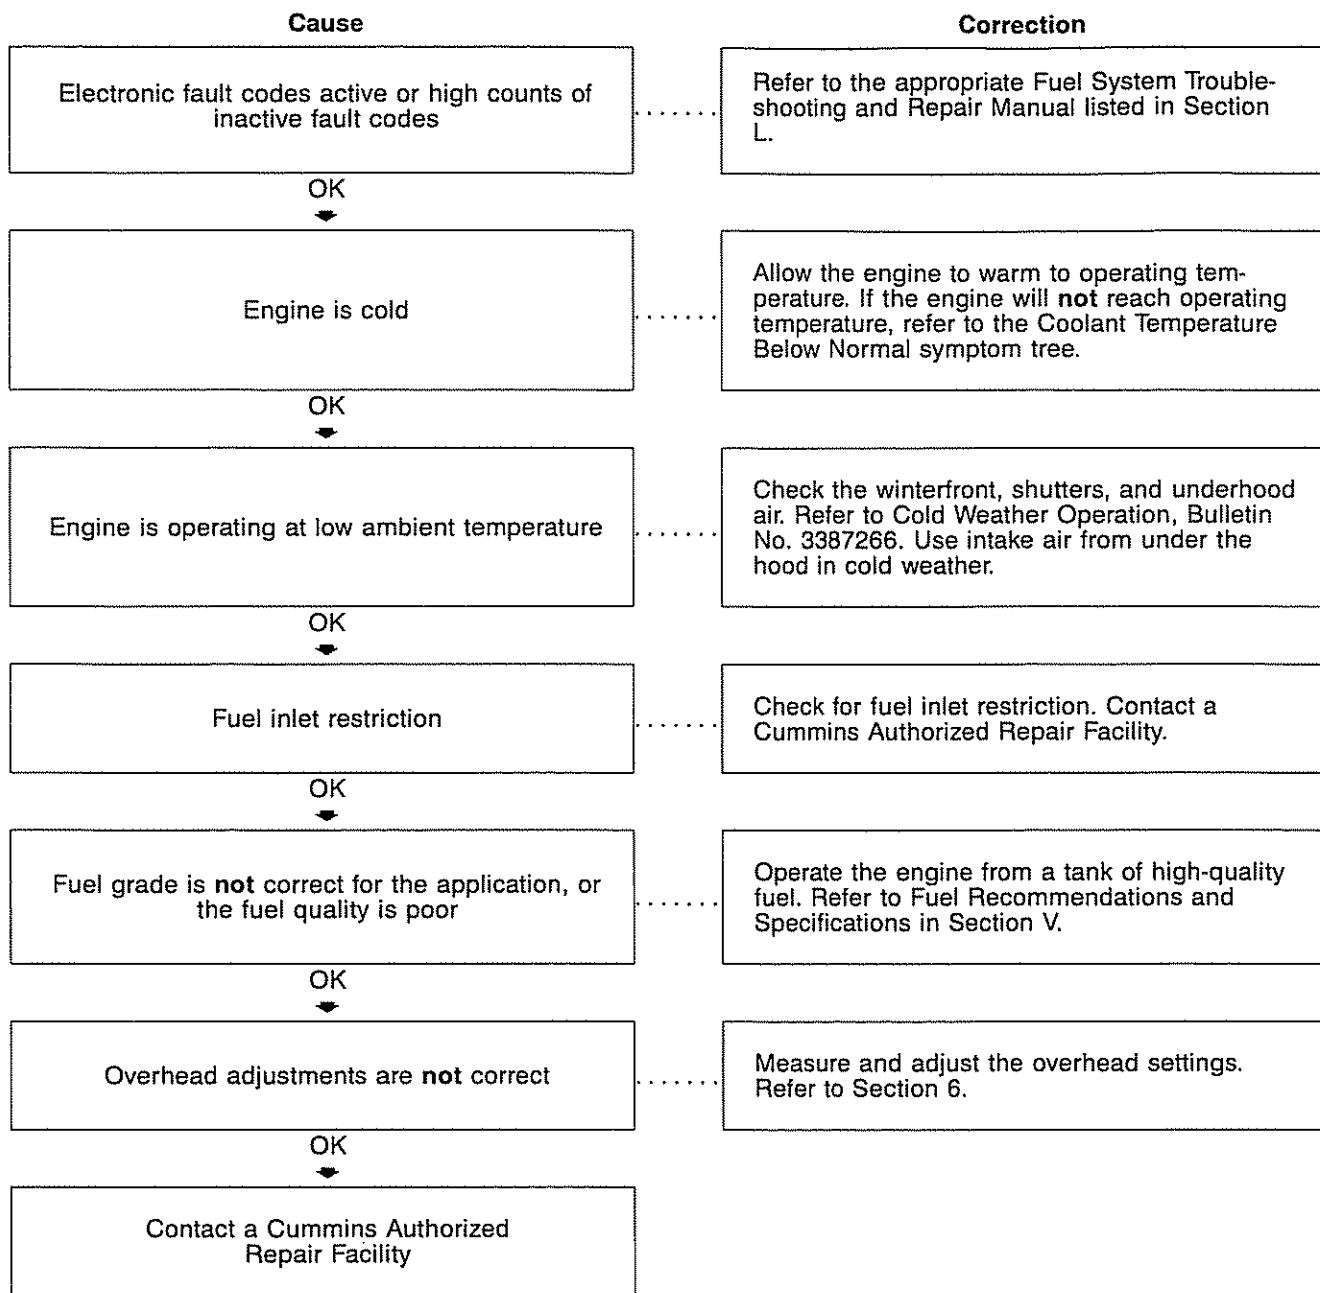 Cause
Correction
Electronic fault codes active or high counts of
inactive fault codes
. . . . . .
Refer to the appropriate Fuel System Trouble-
shooting and Repair Manual listed in Section
L.
OK
Engine is cold
. . . . . .
Allow the engine to warm to operating tem-
perature. If the engine will not reach operating
temperature, refer to the Coolant Temperature
Below Normal symptom tree.
OK
Engine is operating at low ambient temperature
. . . . . .
Check the winterfront, shutters, and underhood
air. Refer to Cold Weather Operation, Bulletin
No. 3387266. Use intake air from under the
hood in cold weather.
OK
Fuel inlet restriction
. . . . . .
Check for fuel inlet restriction. Contact a
Cummins Authorized Repair Facility.
OK
Fuel grade is not correct for the application, or
the fuel quality is poor
. . . . . .
Operate the engine from a tank of high-quality
fuel. Refer to Fuel Recommendations and
Specifications in Section V.
OK
Overhead adjustments are not correct
. . . . . .
Measure and adjust the overhead settings.
Refer to Section 6.
OK
Contact a Cummins Authorized
Repair Facility